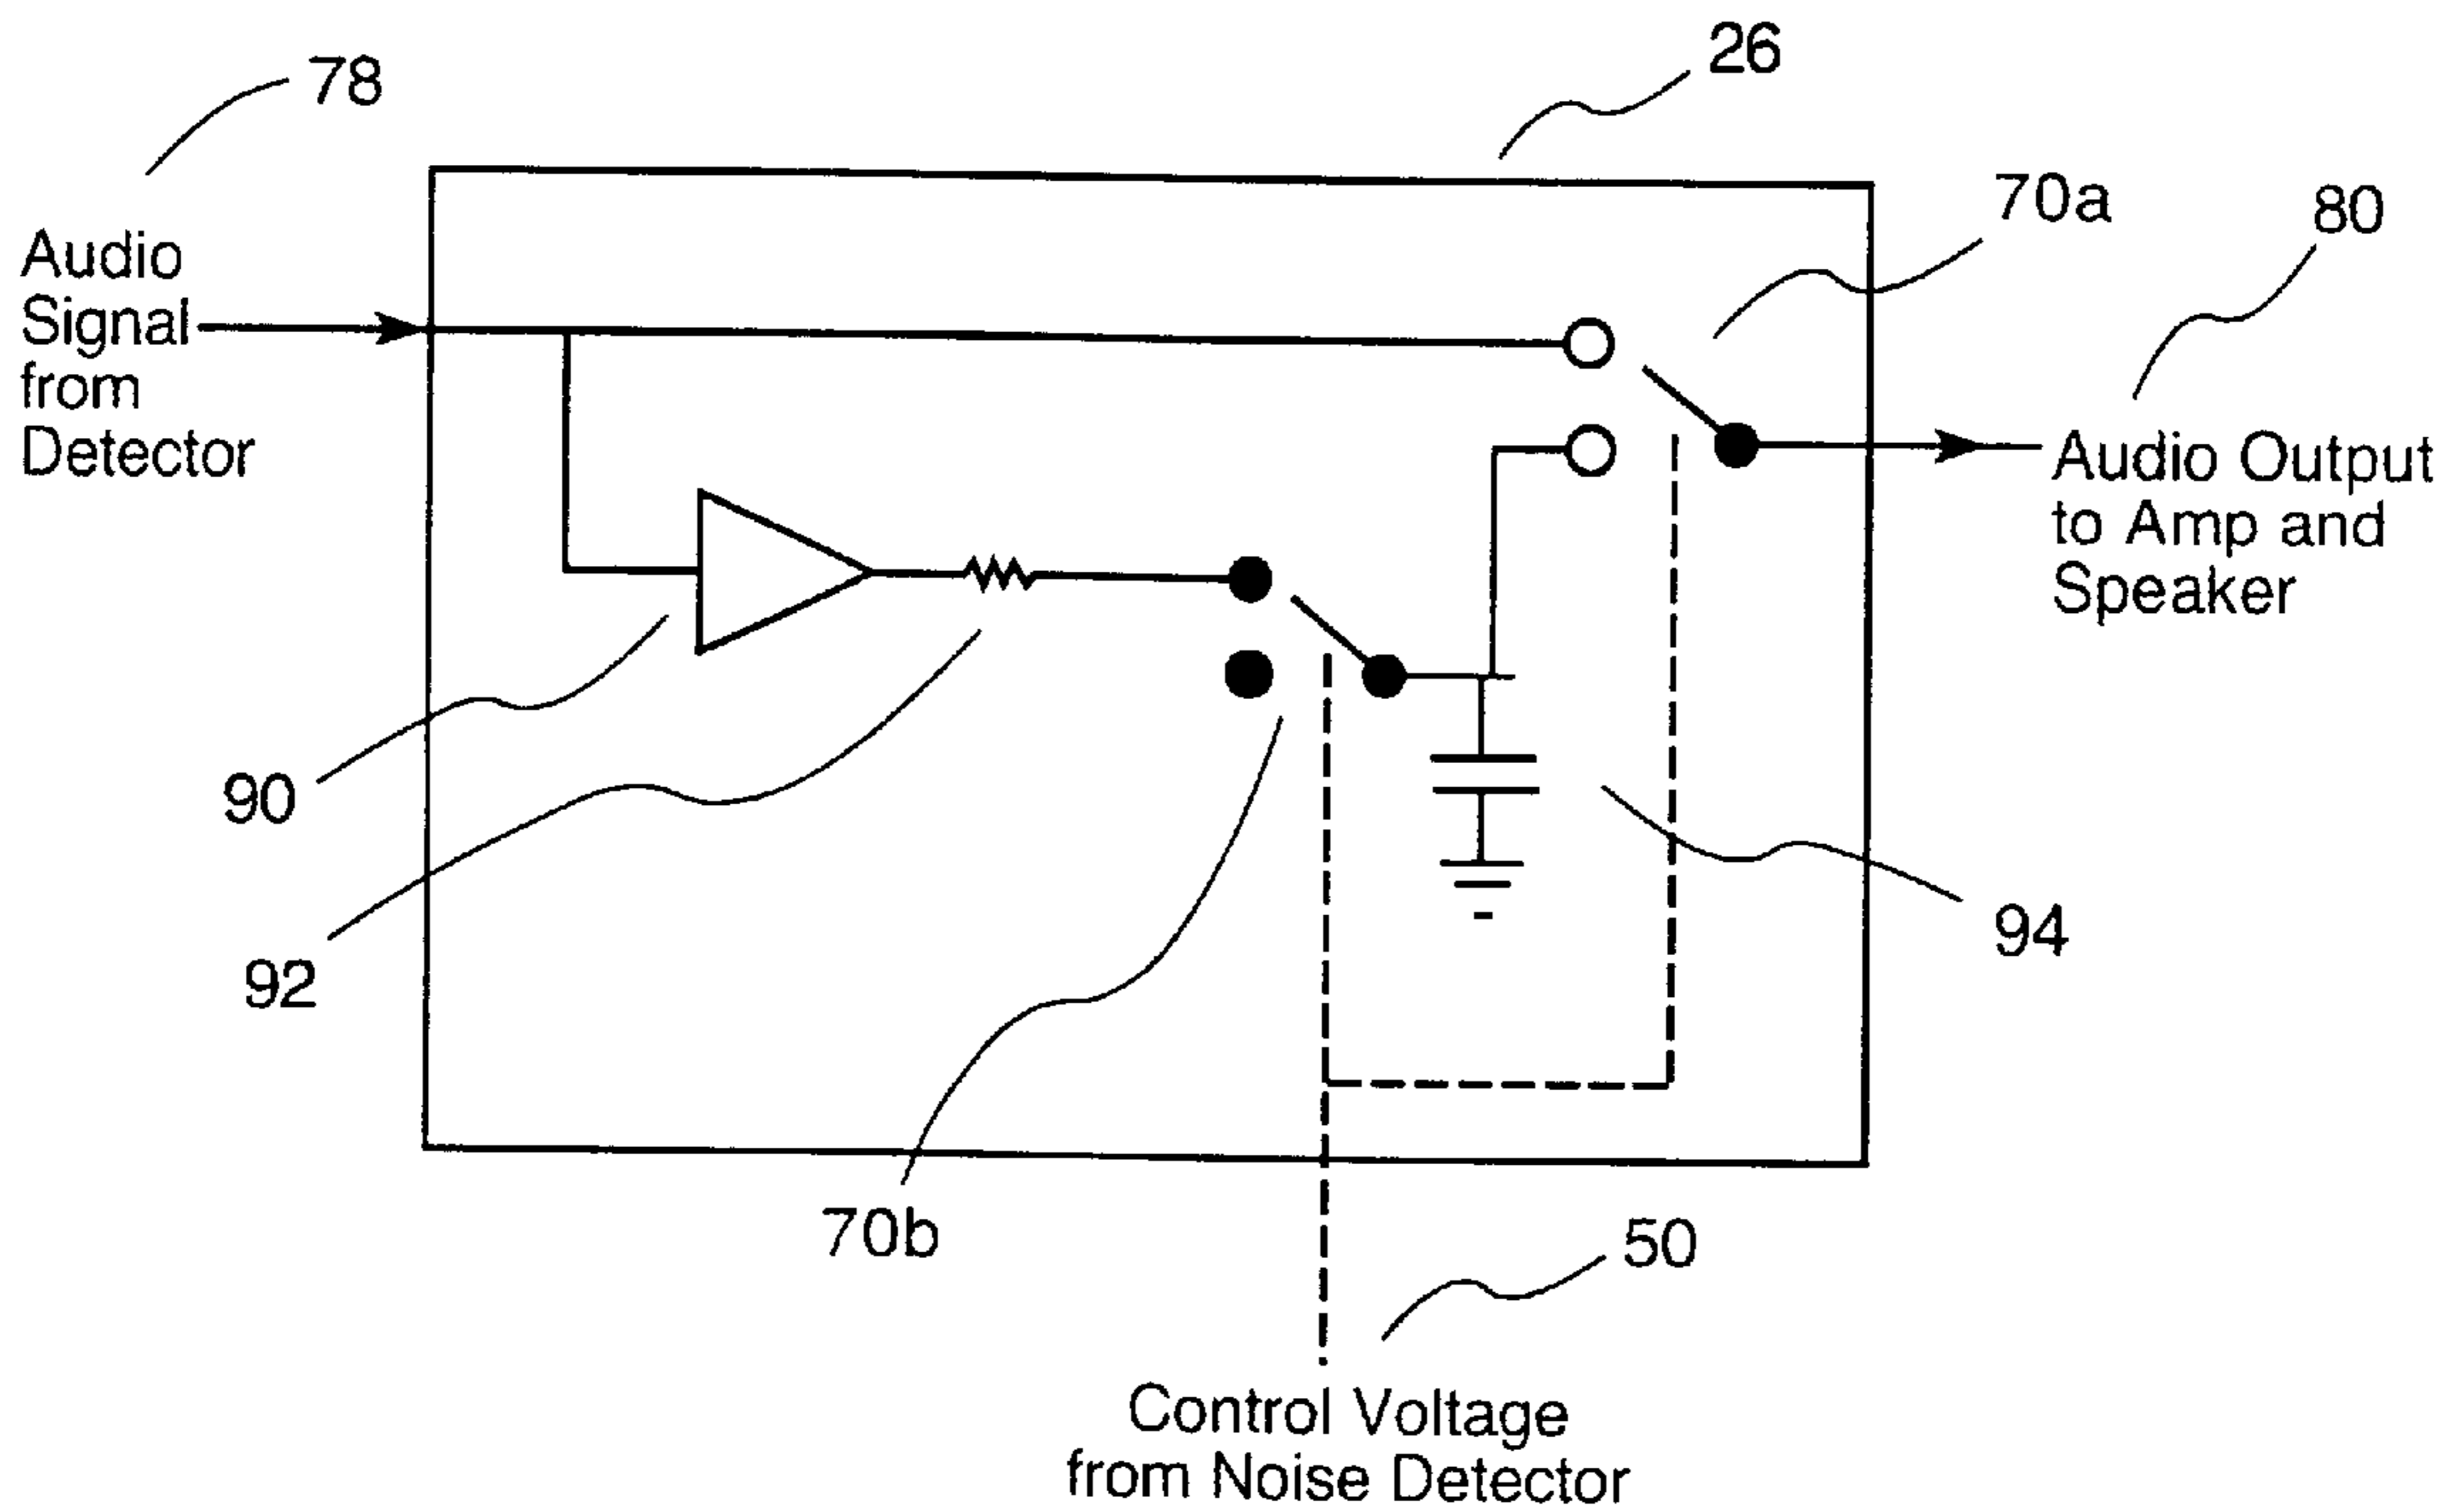 78
26
70a
80
Audio
Signal
from
Detector
Audio Output
to Amp and
Speaker
90
92
94
70b
50
Control Voltage
from Noise Detector